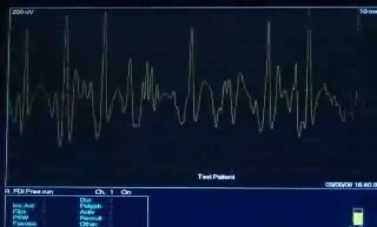 200 uV 10 ms
Test Patient
R. FDI Free run Ch. 1 On
Ins Act Dur
Fibs Polyph
PSW Activ
Fascics Recruit
Other